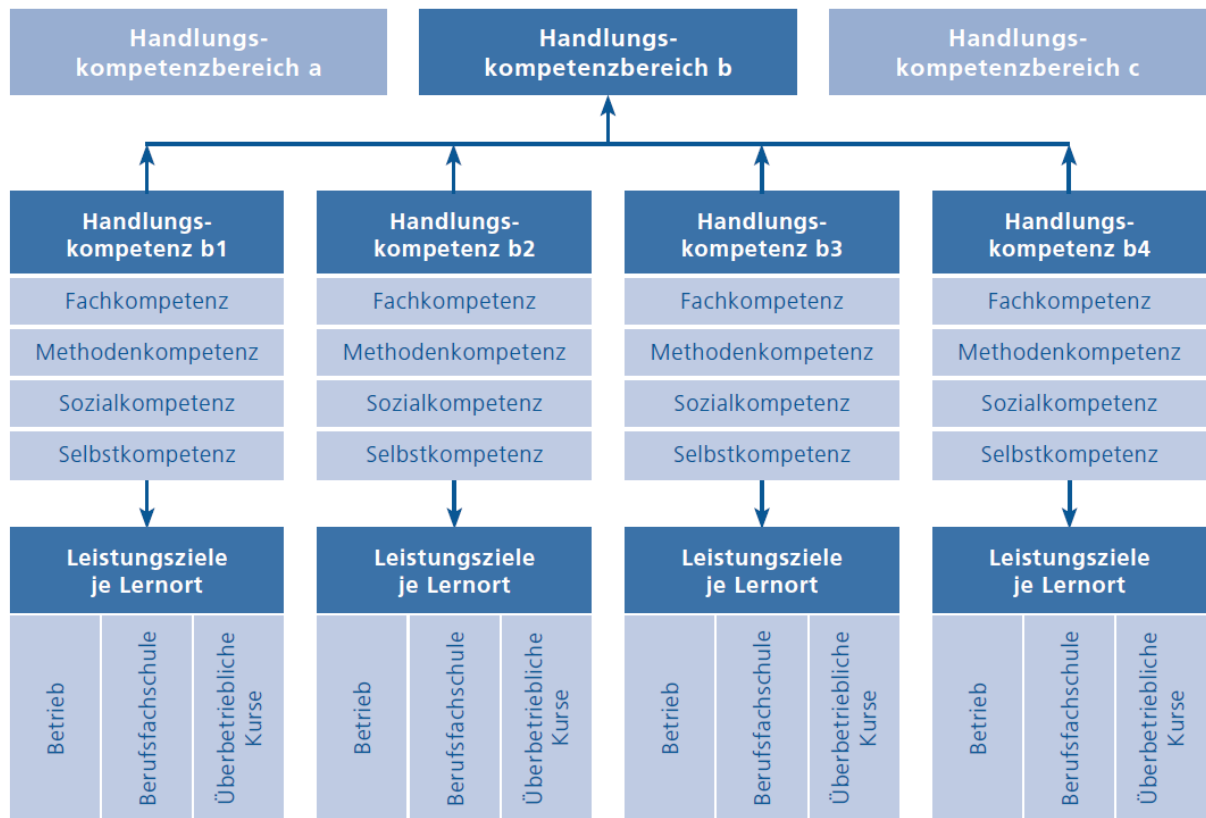 Handlungs-
kompetenzbereich a
Handlungs-
kompetenzbereich b
Handlungs-
kompetenzbereich c
Handlungs-
kompetenz b1
Fachkompetenz
Methodenkompetenz
Sozialkompetenz
Selbstkompetenz
Leistungsziele
je Lernort
Betrieb
Berufsfachschule
Überbetriebliche
Kurse
Handlungs-
kompetenz b2
Fachkompetenz
Methodenkompetenz
Sozialkompetenz
Selbstkompetenz
Leistungsziele
je Lernort
Betrieb
Berufsfachschule
Überbetriebliche
Kurse
Handlungs-
kompetenz b3
Fachkompetenz
Methodenkompetenz
Sozialkompetenz
Selbstkompetenz
Leistungsziele
je Lernort
Betrieb
Berufsfachschule
Überbetriebliche
Kurse
Handlungs-
kompetenz b4
Fachkompetenz
Methodenkompetenz
Sozialkompetenz
Selbstkompetenz
Leistungsziele
je Lernort
Betrieb
Berufsfachschule
Überbetriebliche
Kurse